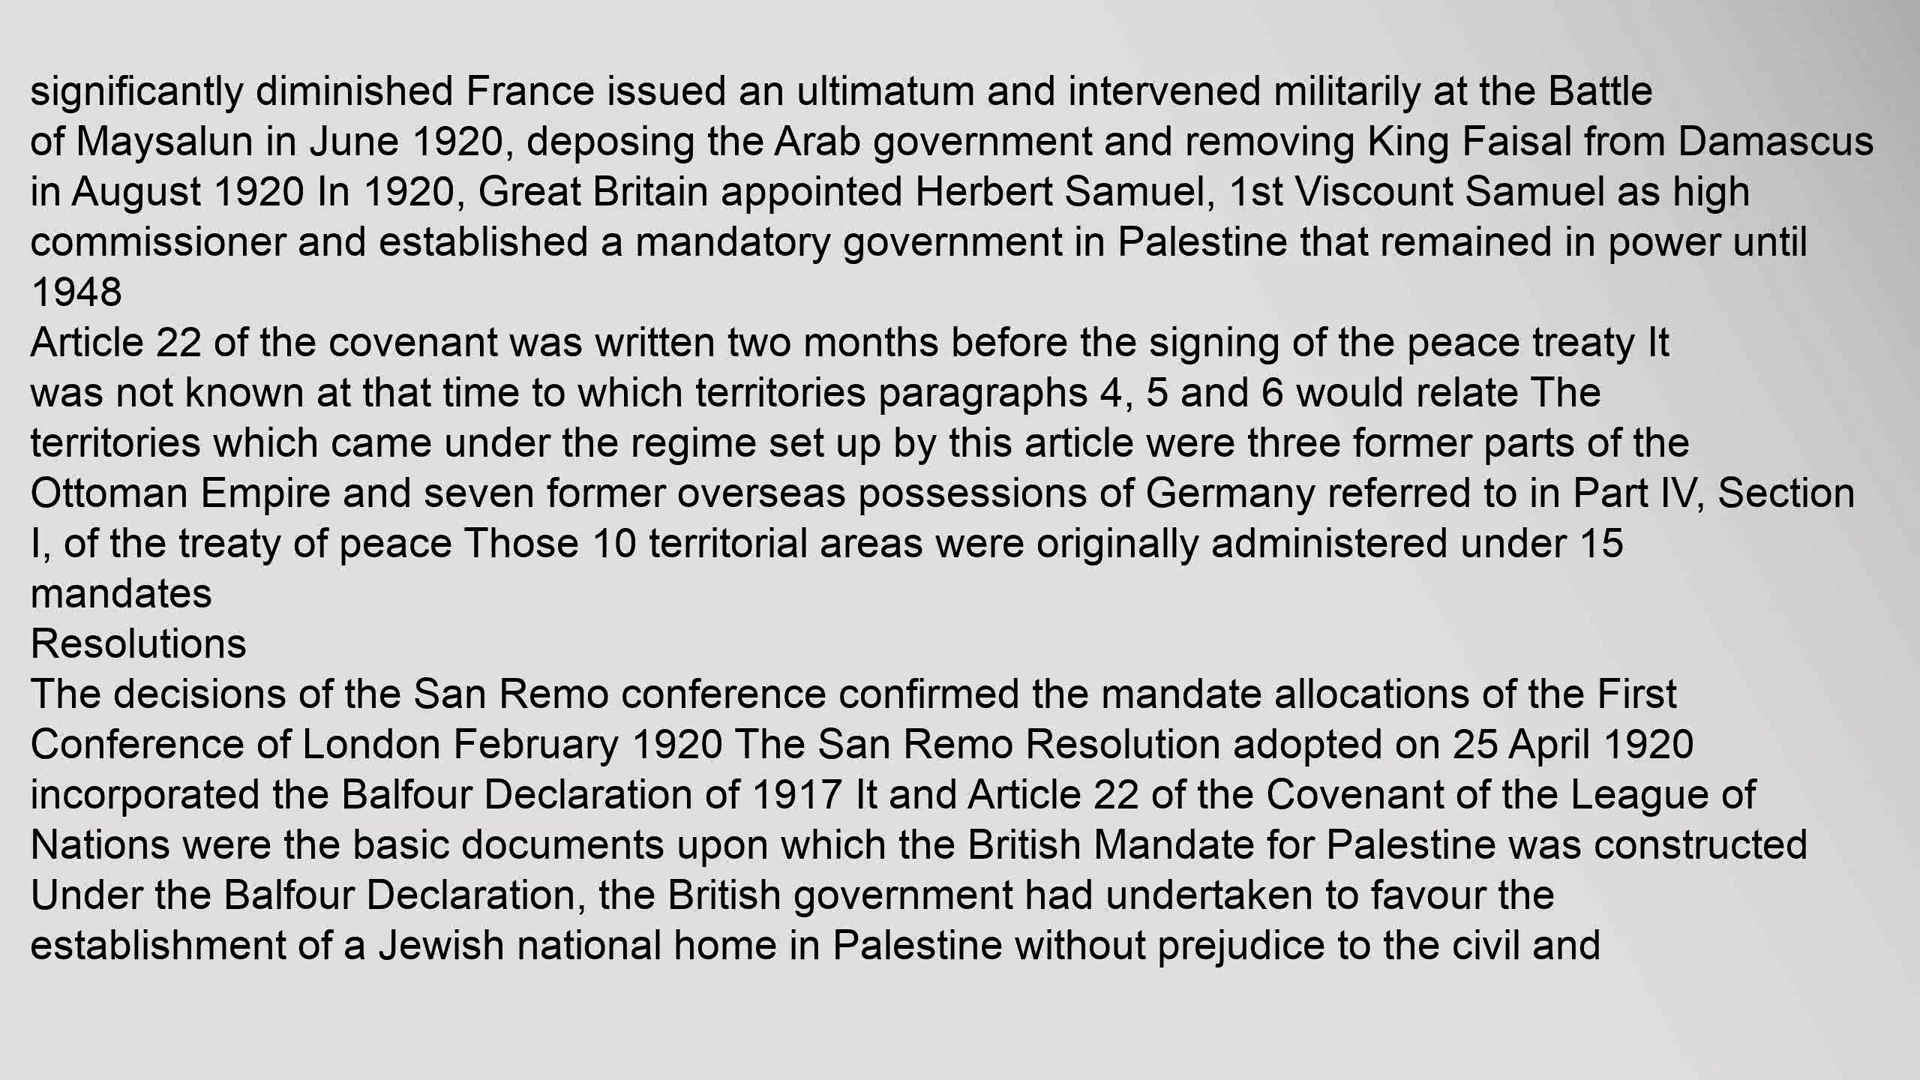 significantly diminished France issued an ultimatum and intervened militarily at the Battle
of Maysalun in June 1920, deposing the Arab government and removing King Faisal from Damascus
in August 1920 In 1920, Great Britain appointed Herbert Samuel, 1st Viscount Samuel as high
commissioner and established a mandatory government in Palestine that remained in power until
1948
Article 22 of the covenant was written two months before the signing of the peace treaty It
was not known at that time to which territories paragraphs 4, 5 and 6 would relate The
territories which came under the regime set up by this article were three former parts of the
Ottoman Empire and seven former overseas possessions of Germany referred to in Part IV, Section
I, of the treaty of peace Those 10 territorial areas were originally administered under 15
mandates
Resolutions
The decisions of the San Remo conference confirmed the mandate allocations of the First
Conference of London February 1920 The San Remo Resolution adopted on 25 April 1920
incorporated the Balfour Declaration of 1917 It and Article 22 of the Covenant of the League of
Nations were the basic documents upon which the British Mandate for Palestine was constructed
Under the Balfour Declaration, the British government had undertaken to favour the
establishment of a Jewish national home in Palestine without prejudice to the civil and